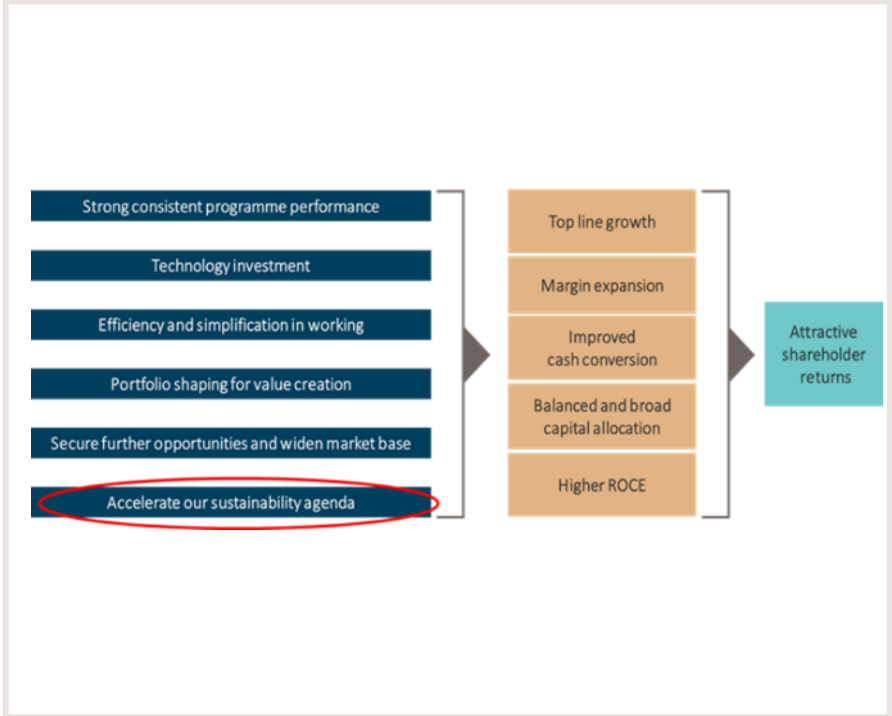 Strong consistent programme performance
Technology investment
Efficiency and simplification in working
Portfolio shaping for value creation
Secure further opportunities and widen market base
Accelerate our sustainability agenda
Top line growth
Margin expansion
Improved
cash conversion
Balanced and broad
capital allocation
Higher ROCE
Attractive
shareholder
returns